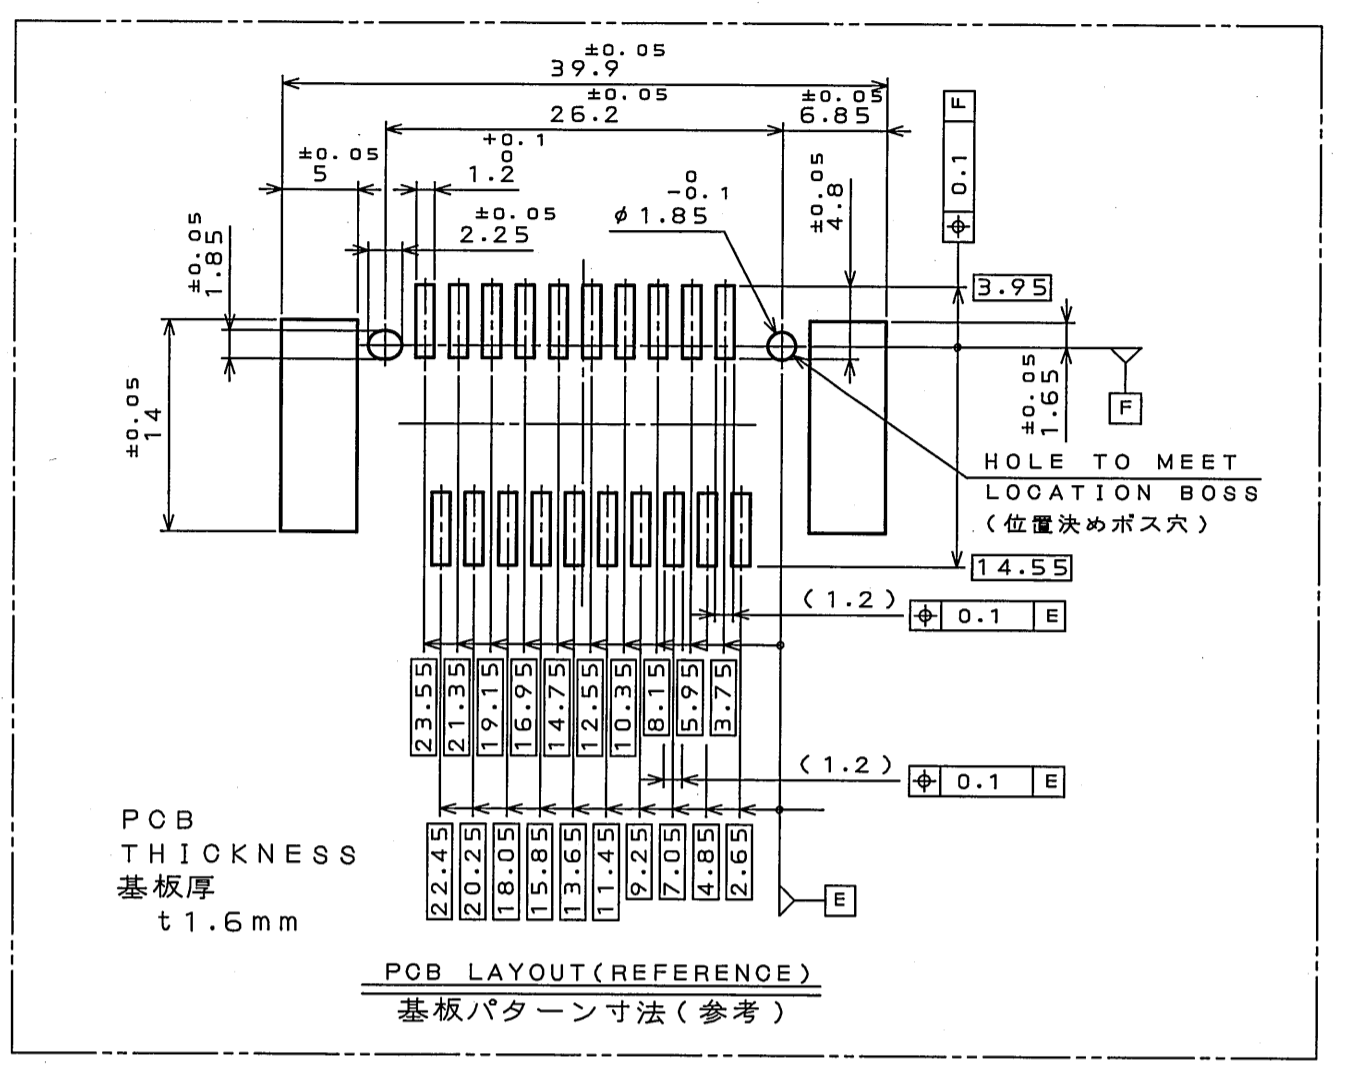 ±0.05
39.9
±0.05
26.2
±0.05
6.85
+0.1
0
1.2
±0.05
5
±0.05
2.25
0
-0.1
φ1.85
±0.05
4.8
0.1 F
±0.05
1.85
3.95
±0.05
14
±0.05
1.65
F
HOLE TO MEET
LOCATION BOSS
(位置決めボス穴)
14.55
(1.2)
0.1 E
23.55 21.35 19.15 16.95 14.75 12.55 10.35 8.15 5.95 3.75
(1.2)
0.1 E
22.45 20.25 18.05 15.85 13.65 11.45 9.25 7.05 4.85 2.65
E
PCB
THICKNESS
基板厚
t1.6mm
PCB LAYOUT(REFERENCE)
基板パターン寸法(参考)